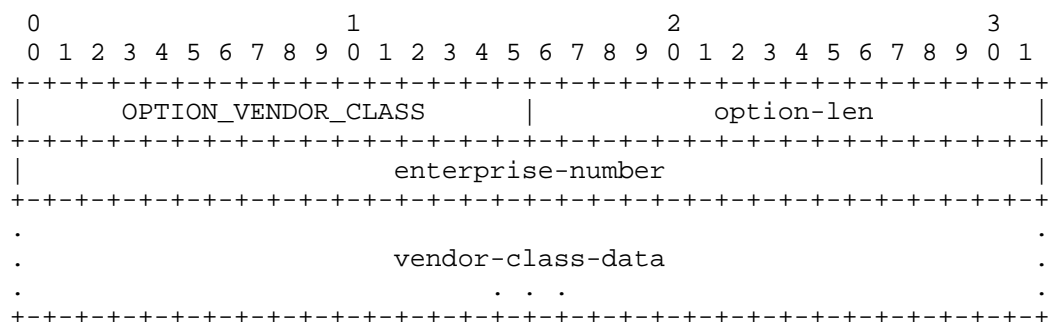 0                   1                   2                   3
 0 1 2 3 4 5 6 7 8 9 0 1 2 3 4 5 6 7 8 9 0 1 2 3 4 5 6 7 8 9 0 1
+-+-+-+-+-+-+-+-+-+-+-+-+-+-+-+-+-+-+-+-+-+-+-+-+-+-+-+-+-+-+-+-+
|      OPTION_VENDOR_CLASS      |           option-len          |
+-+-+-+-+-+-+-+-+-+-+-+-+-+-+-+-+-+-+-+-+-+-+-+-+-+-+-+-+-+-+-+-+
|                       enterprise-number                       |
+-+-+-+-+-+-+-+-+-+-+-+-+-+-+-+-+-+-+-+-+-+-+-+-+-+-+-+-+-+-+-+-+
.                                                               .
.                       vendor-class-data                       .
.                             . . .                             .
+-+-+-+-+-+-+-+-+-+-+-+-+-+-+-+-+-+-+-+-+-+-+-+-+-+-+-+-+-+-+-+-+